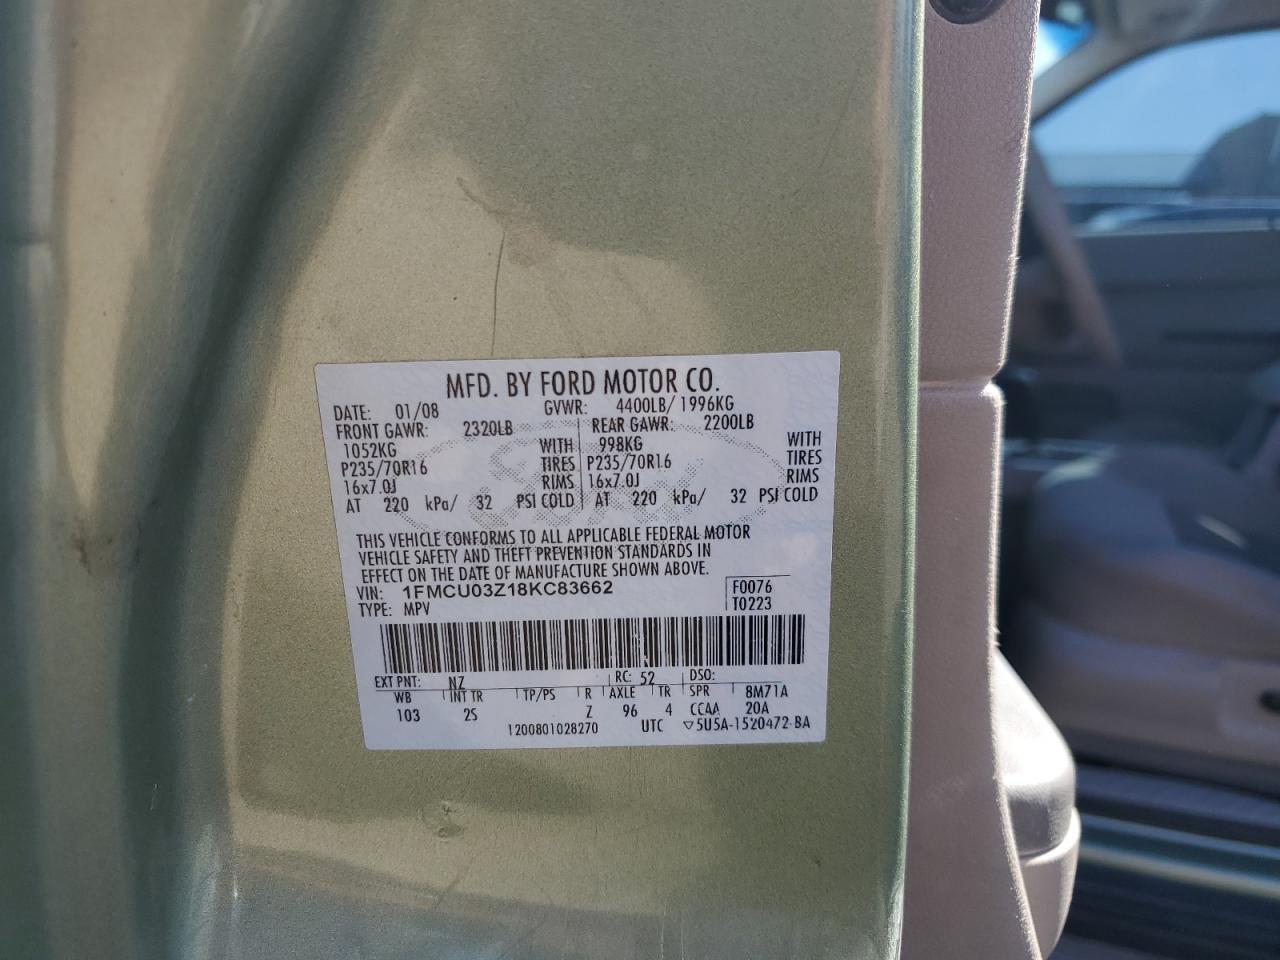 MFD. BY FORD MOTOR CO.
DATE: 01/08 GVWR: 4400LB/ 1996KG
FRONT GAWR: 2320LB REAR GAWR: 2200LB
1052KG WITH 998KG WITH
P235/70R16 TIRES P235/70R16 TIRES
16x7.0J RIMS 16x7.0J RIMS
AT 220 kPa/ 32 PSI COLD AT 220 kPa/ 32 PSI COLD
THIS VEHICLE CONFORMS TO ALL APPLICABLE FEDERAL MOTOR
VEHICLE SAFETY AND THEFT PREVENTION STANDARDS IN
EFFECT ON THE DATE OF MANUFACTURE SHOWN ABOVE.
VIN: 1FMCU03Z18KC83662 F0076
TYPE: MPV T0223
EXT PNT: NZ RC: 52 DSO:
WB INT TR TP/PS R AXLE TR SPR 8M71A
103 2S Z 96 4 CCAA 20A
1200801028270 UTC ▽5U5A-1520472-BA